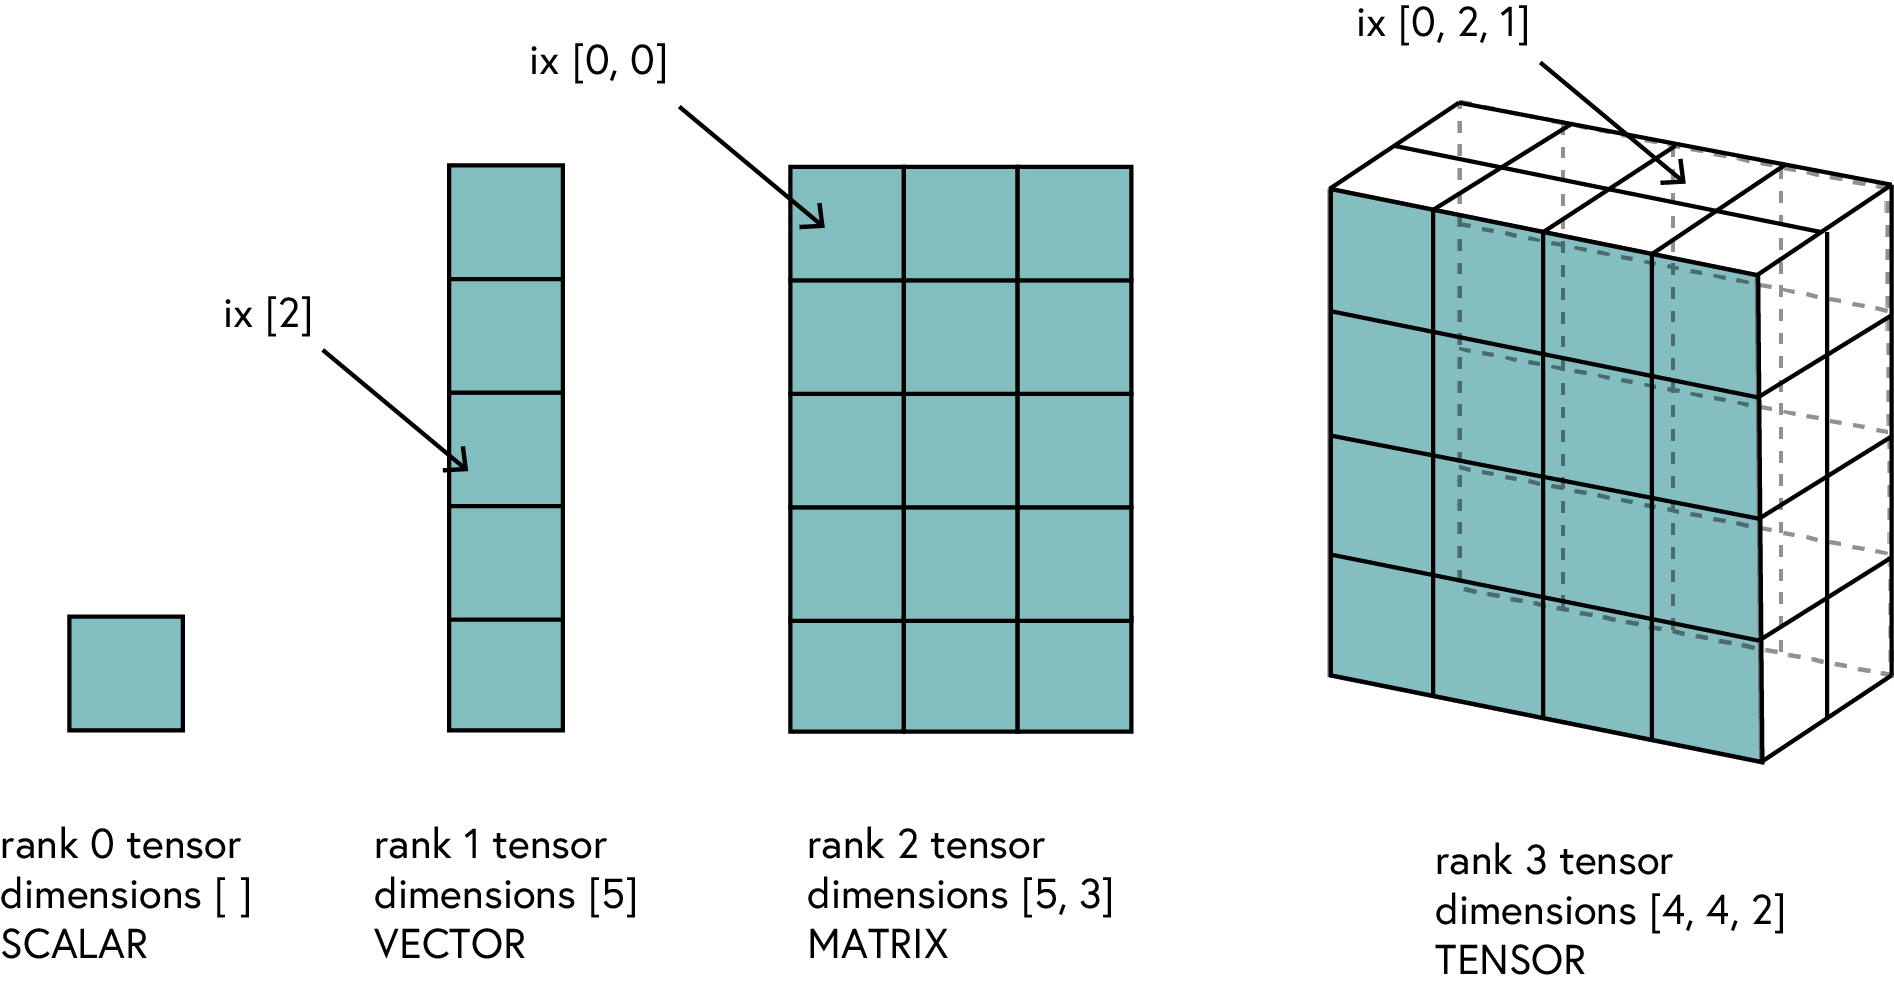 ix [0, 2, 1]
ix [0, 0]
ix [2]
rank 0 tensor
dimensions [ ]
SCALAR
rank 1 tensor
dimensions [5]
VECTOR
rank 2 tensor
dimensions [5, 3]
MATRIX
rank 3 tensor
dimensions [4, 4, 2]
TENSOR